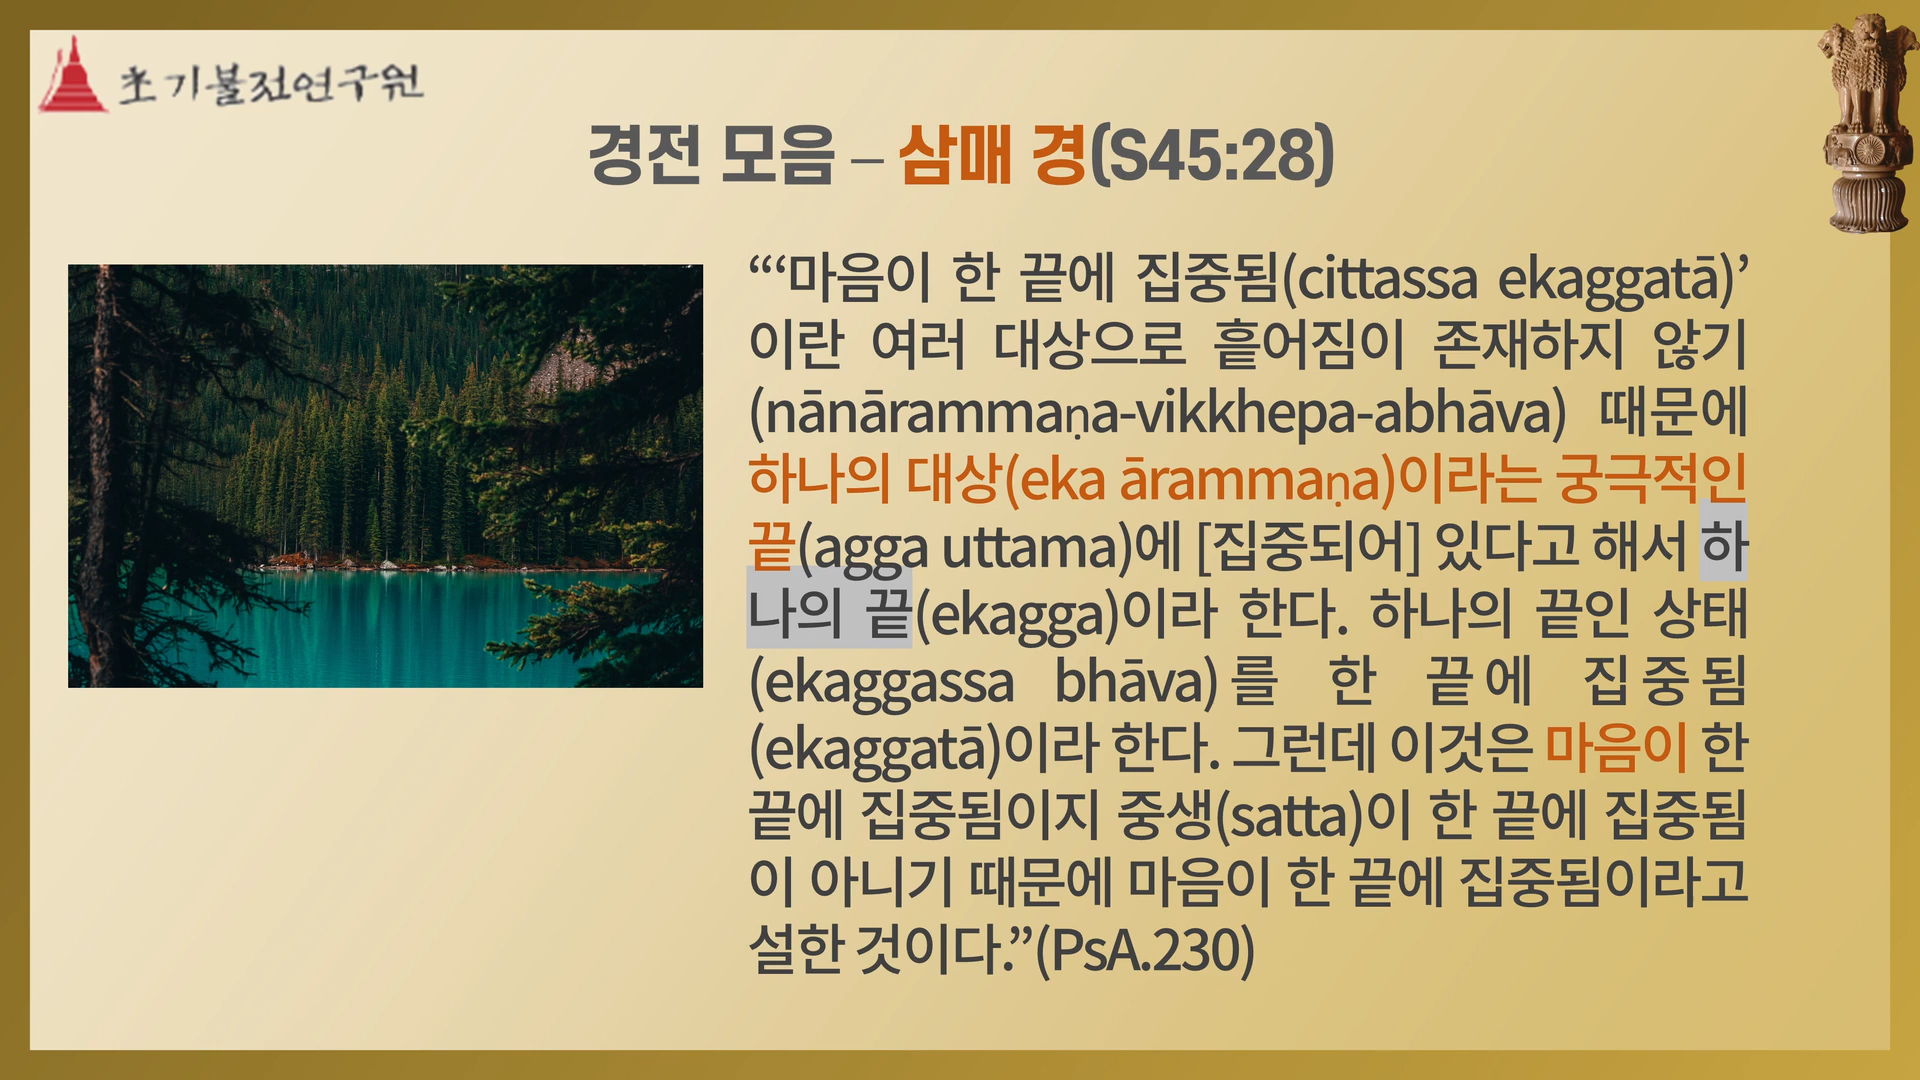 초기불전연구원
경전 모음 – 삼매 경(S45:28)
“‘마음이 한 끝에 집중됨(cittassa ekaggatā)’
이란 여러 대상으로 흩어짐이 존재하지 않기
(nānārammaṇa-vikkhepa-abhāva) 때문에
하나의 대상(eka ārammaṇa)이라는 궁극적인
끝(agga uttama)에 [집중되어] 있다고 해서 하
나의 끝(ekagga)이라 한다. 하나의 끝인 상태
(ekaggassa bhāva)를 한 끝에 집중됨
(ekaggatā)이라 한다. 그런데 이것은 마음이 한
끝에 집중됨이지 중생(satta)이 한 끝에 집중됨
이 아니기 때문에 마음이 한 끝에 집중됨이라고
설한 것이다.”(PsA.230)